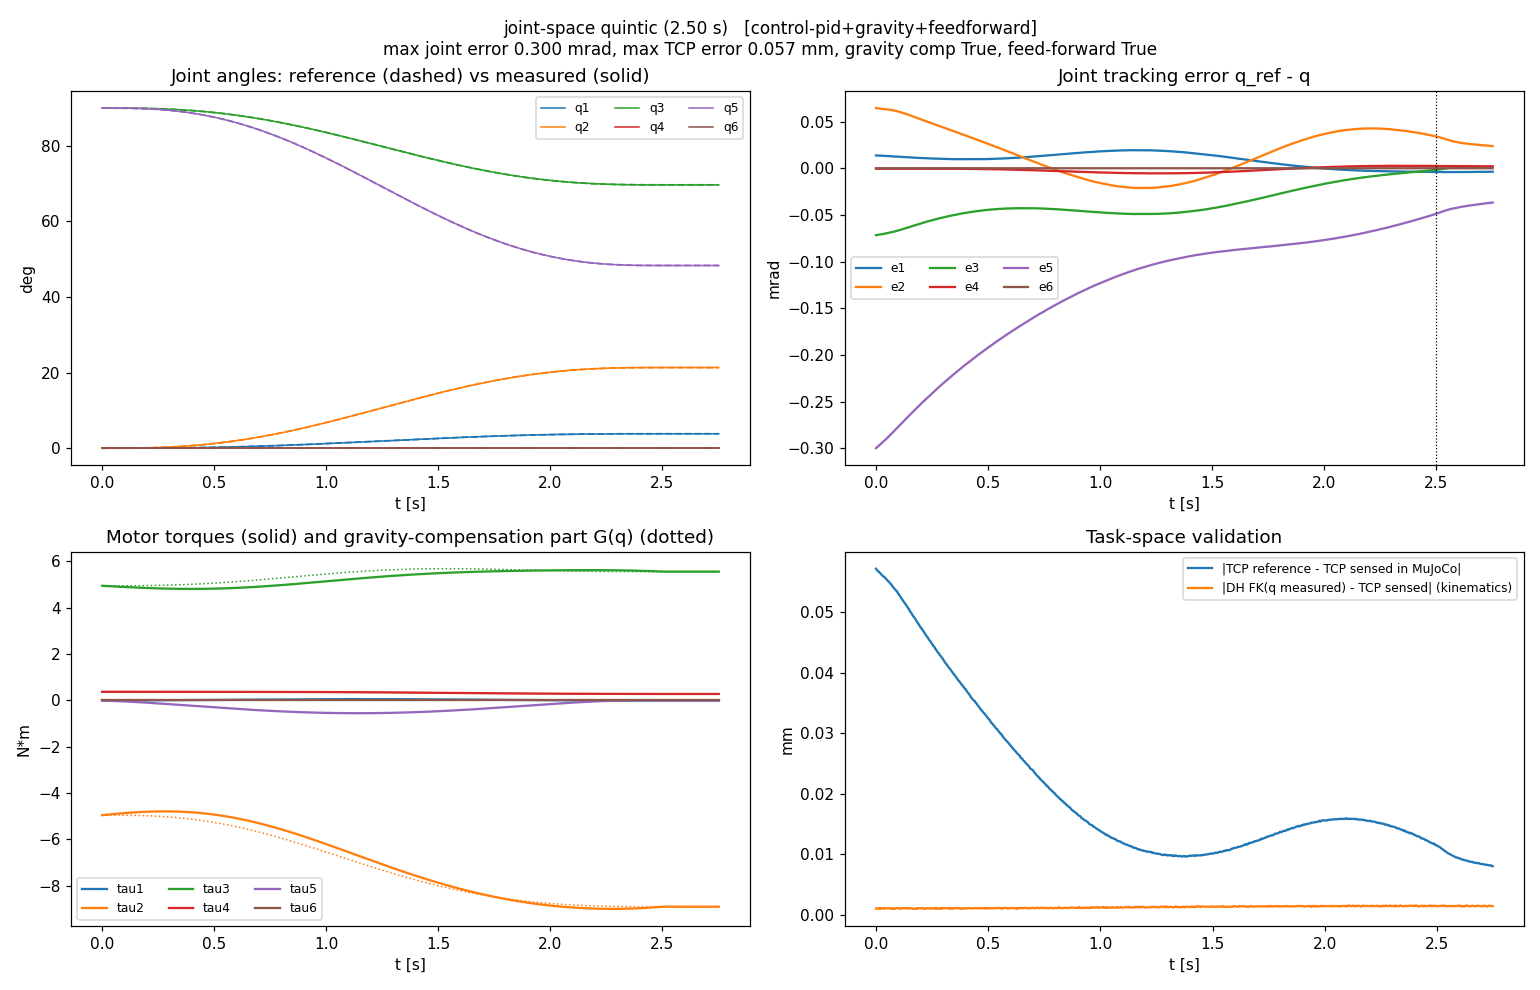 joint-space quintic (2.50 s)   [control-pid+gravity+feedforward]
max joint error 0.300 mrad, max TCP error 0.057 mm, gravity comp True, feed-forward True
Joint angles: reference (dashed) vs measured (solid)
q1 q3 q5
q2 q4 q6
80
60
40
20
0
deg
0.0 0.5 1.0 1.5 2.0 2.5
t [s]
Joint tracking error q_ref - q
0.05
0.00
−0.05
−0.10
−0.15
−0.20
−0.25
−0.30
mrad
e1 e3 e5
e2 e4 e6
0.0 0.5 1.0 1.5 2.0 2.5
t [s]
Motor torques (solid) and gravity-compensation part G(q) (dotted)
6
4
2
0
−2
−4
−6
−8
N*m
tau1 tau3 tau5
tau2 tau4 tau6
0.0 0.5 1.0 1.5 2.0 2.5
t [s]
Task-space validation
|TCP reference - TCP sensed in MuJoCo|
|DH FK(q measured) - TCP sensed| (kinematics)
0.05
0.04
0.03
0.02
0.01
0.00
mm
0.0 0.5 1.0 1.5 2.0 2.5
t [s]